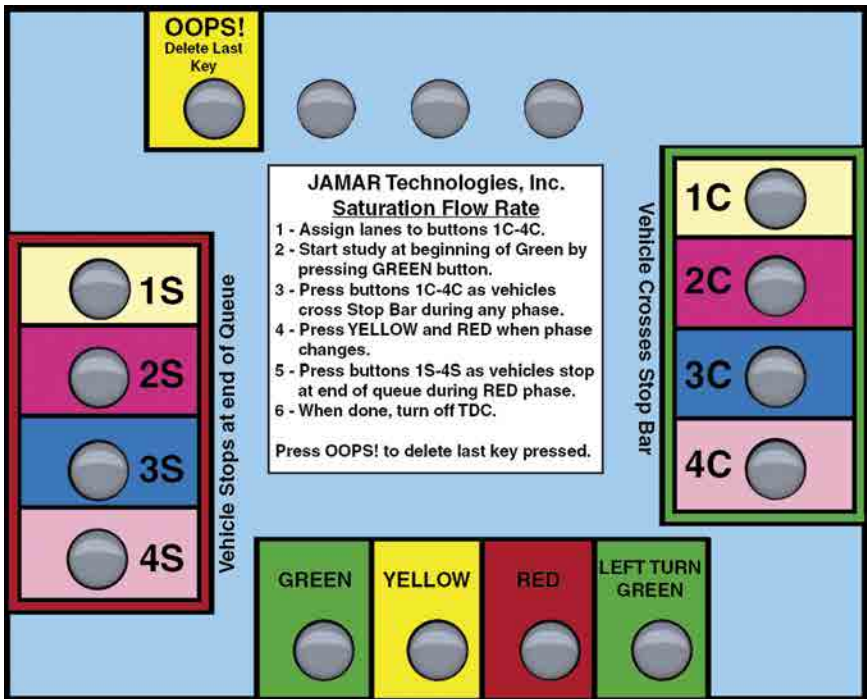 OOPS!
Delete Last
Key
JAMAR Technologies, Inc.
Saturation Flow Rate
1 - Assign lanes to buttons 1C-4C.
2 - Start study at beginning of Green by
pressing GREEN button.
3 - Press buttons 1C-4C as vehicles
cross Stop Bar during any phase.
4 - Press YELLOW and RED when phase
changes.
5 - Press buttons 1S-4S as vehicles stop
at end of queue during RED phase.
6 - When done, turn off TDC.
Press OOPS! to delete last key pressed.
1S
2S
3S
4S
Vehicle Stops at end of Queue
Vehicle Crosses Stop Bar
1C
2C
3C
4C
GREEN
YELLOW
RED
LEFT TURN
GREEN